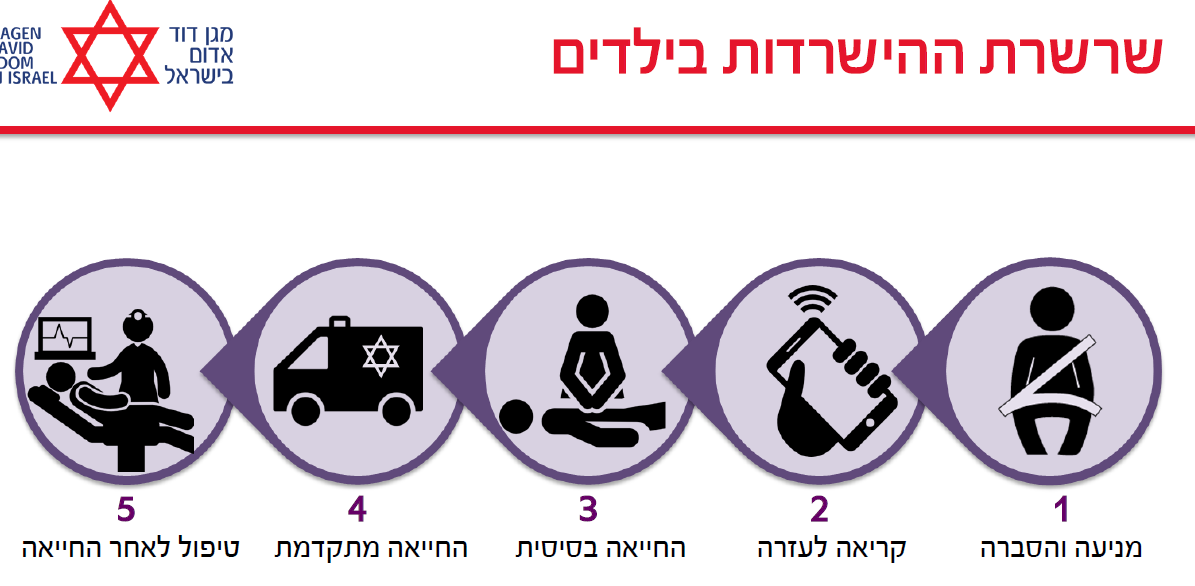 שרשרת ההישרדות בילדים
מגן דוד
אדום
בישראל
AGEN
AVID
DOM
ISRAEL
1
מניעה והסברה
2
קריאה לעזרה
3
החייאה בסיסית
4
החייאה מתקדמת
5
טיפול לאחר החייאה